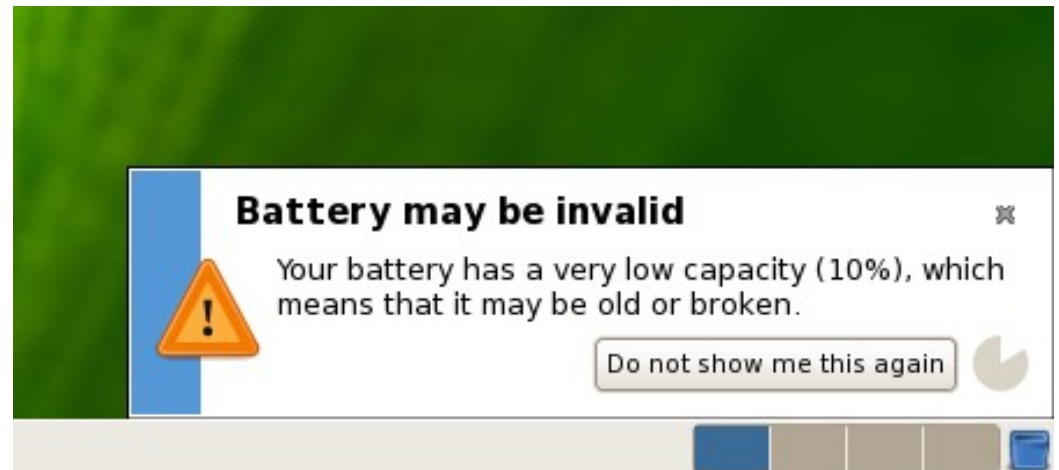 Battery may be invalid
Your battery has a very low capacity (10%), which
means that it may be old or broken.
Do not show me this again